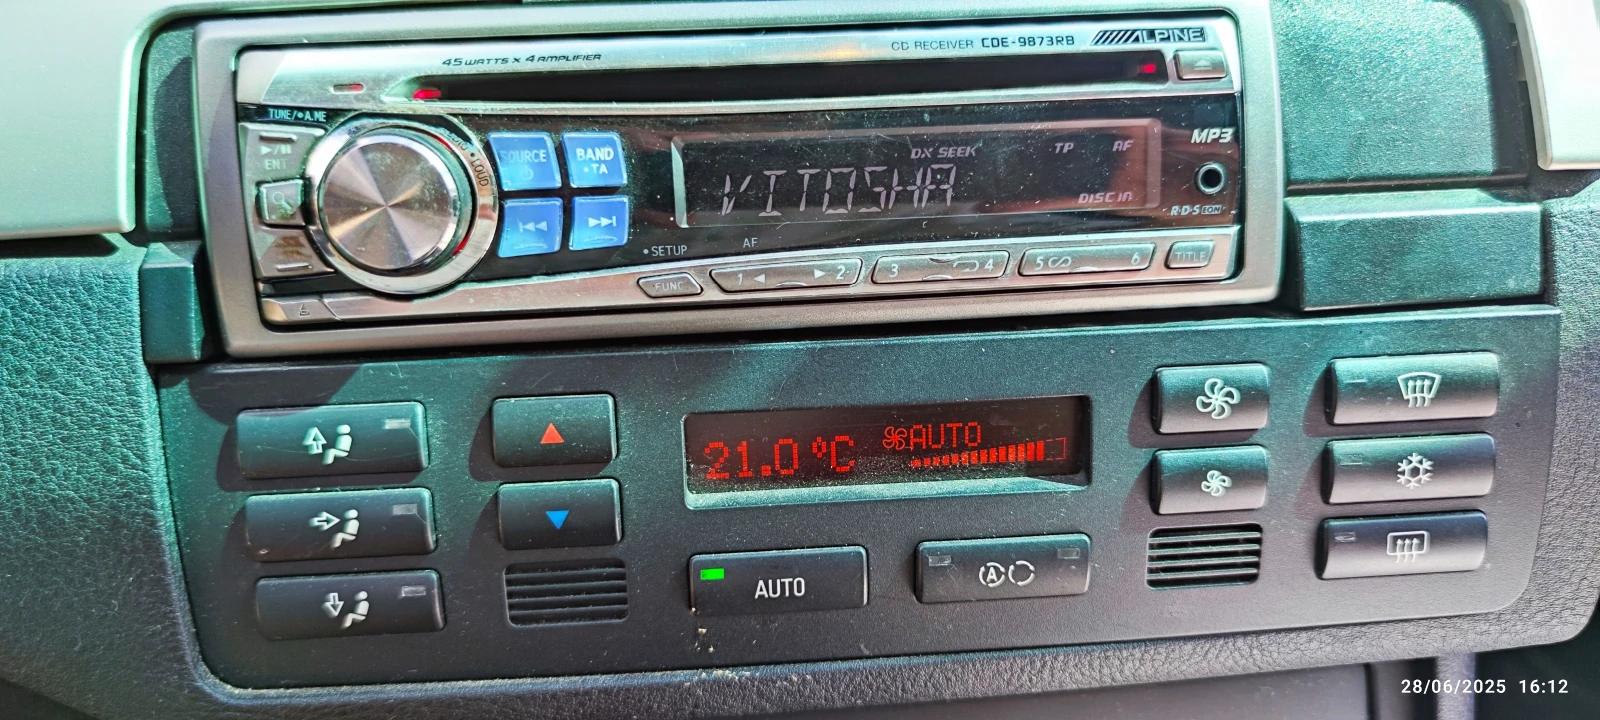 45 WATTS X 4 AMPLIFIER
CD RECEIVER CDE-9873RB ALPINE
TUNE/•A.ME
ENT
LOUD
SOURCE
BAND
•TA
DX SEEK
TP
AF
VITOSHA
DISC IN
MP3
R·D·S EON
•SETUP
AF
FUNC
1
2
3
4
5
6
TITLE
21.0 °C
AUTO
AUTO
A
28/06/2025 16:12